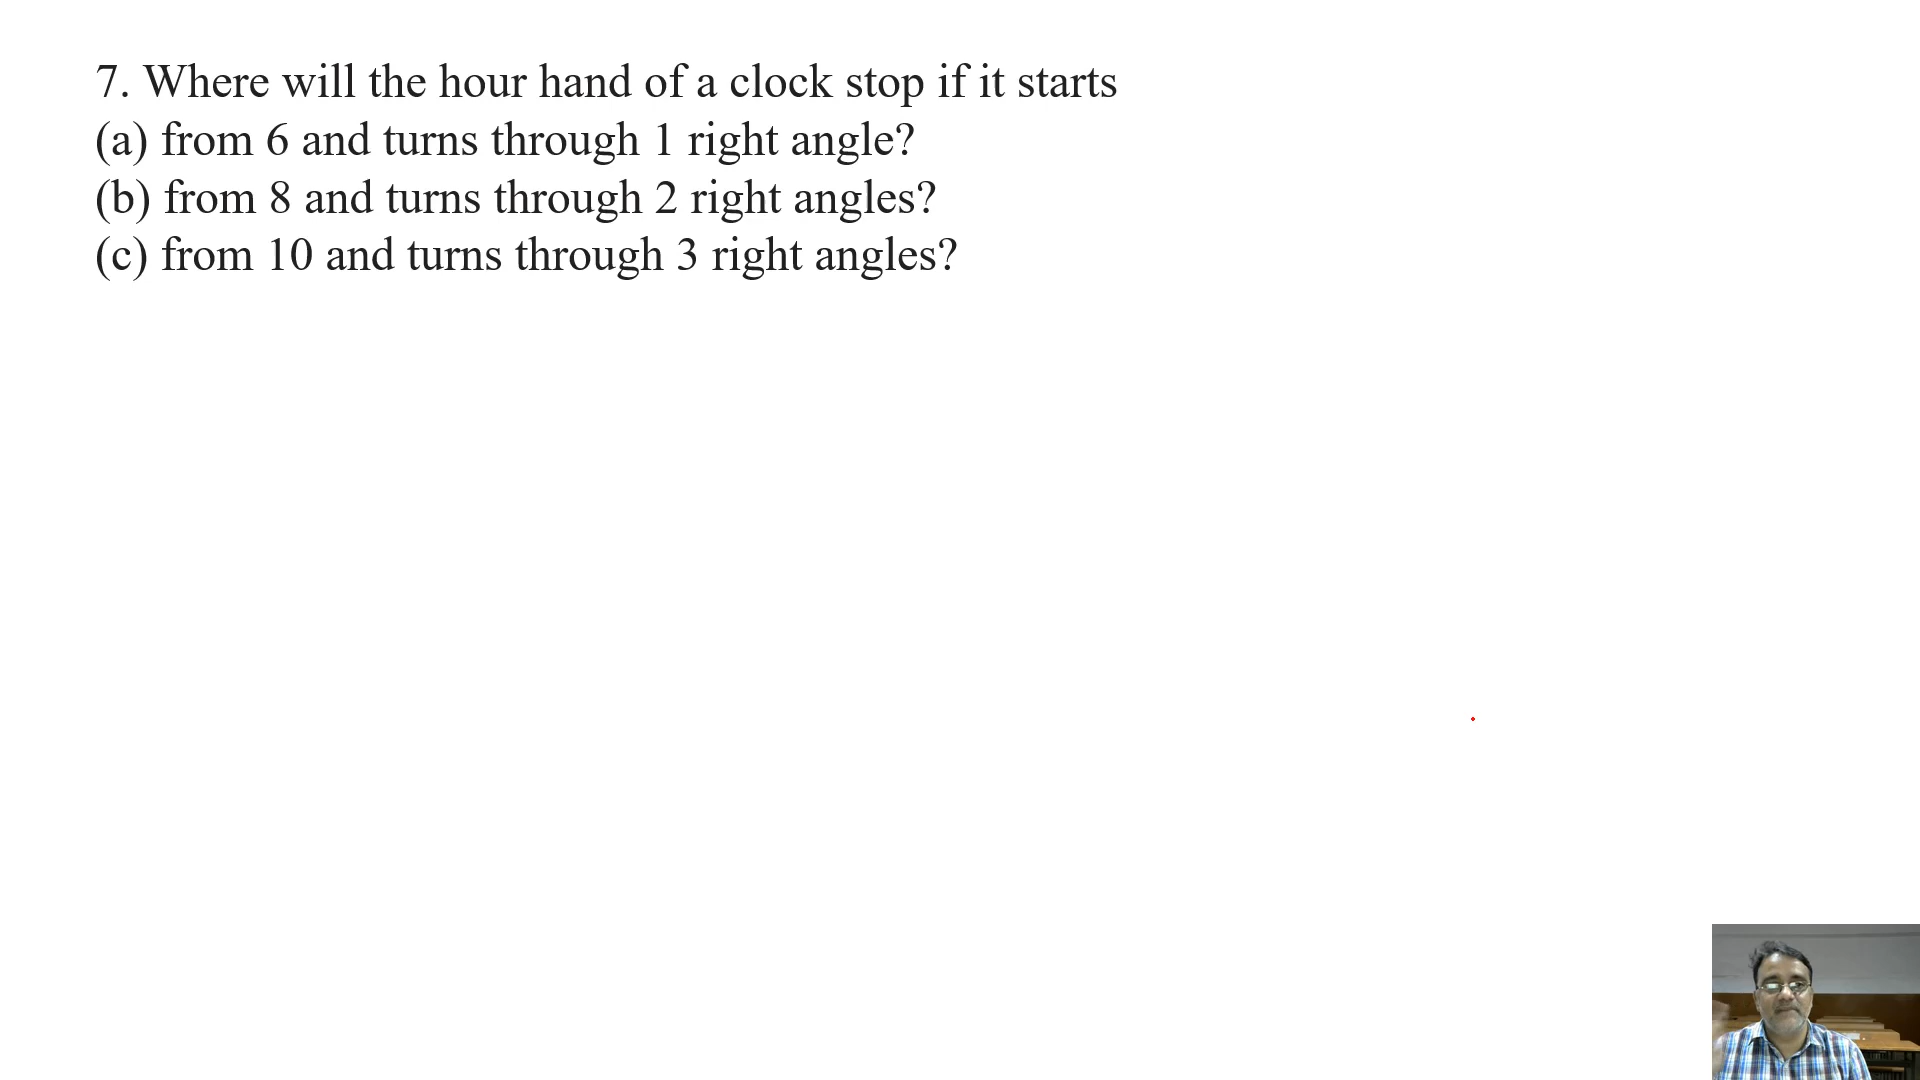 7. Where will the hour hand of a clock stop if it starts
(a) from 6 and turns through 1 right angle?
(b) from 8 and turns through 2 right angles?
(c) from 10 and turns through 3 right angles?